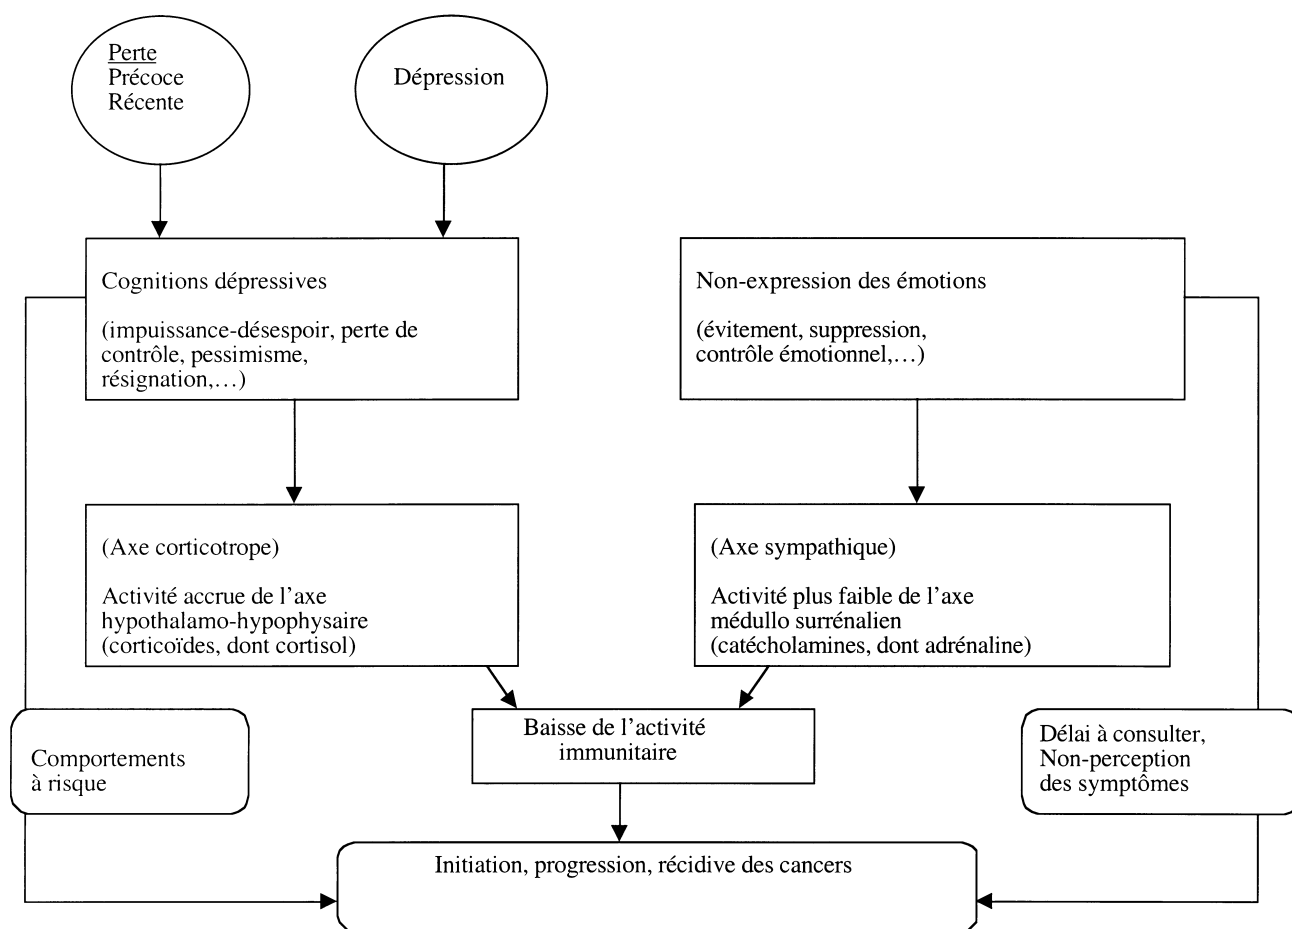 Perte
Précoce
Récente
Dépression
Cognitions dépressives
(impuissance-désespoir, perte de
contrôle, pessimisme,
résignation,…)
Non-expression des émotions
(évitement, suppression,
contrôle émotionnel,…)
(Axe corticotrope)
Activité accrue de l’axe
hypothalamo-hypophysaire
(corticoïdes, dont cortisol)
(Axe sympathique)
Activité plus faible de l’axe
médullo surrénalien
(catécholamines, dont adrénaline)
Comportements
à risque
Baisse de l’activité
immunitaire
Délai à consulter,
Non-perception
des symptômes
Initiation, progression, récidive des cancers